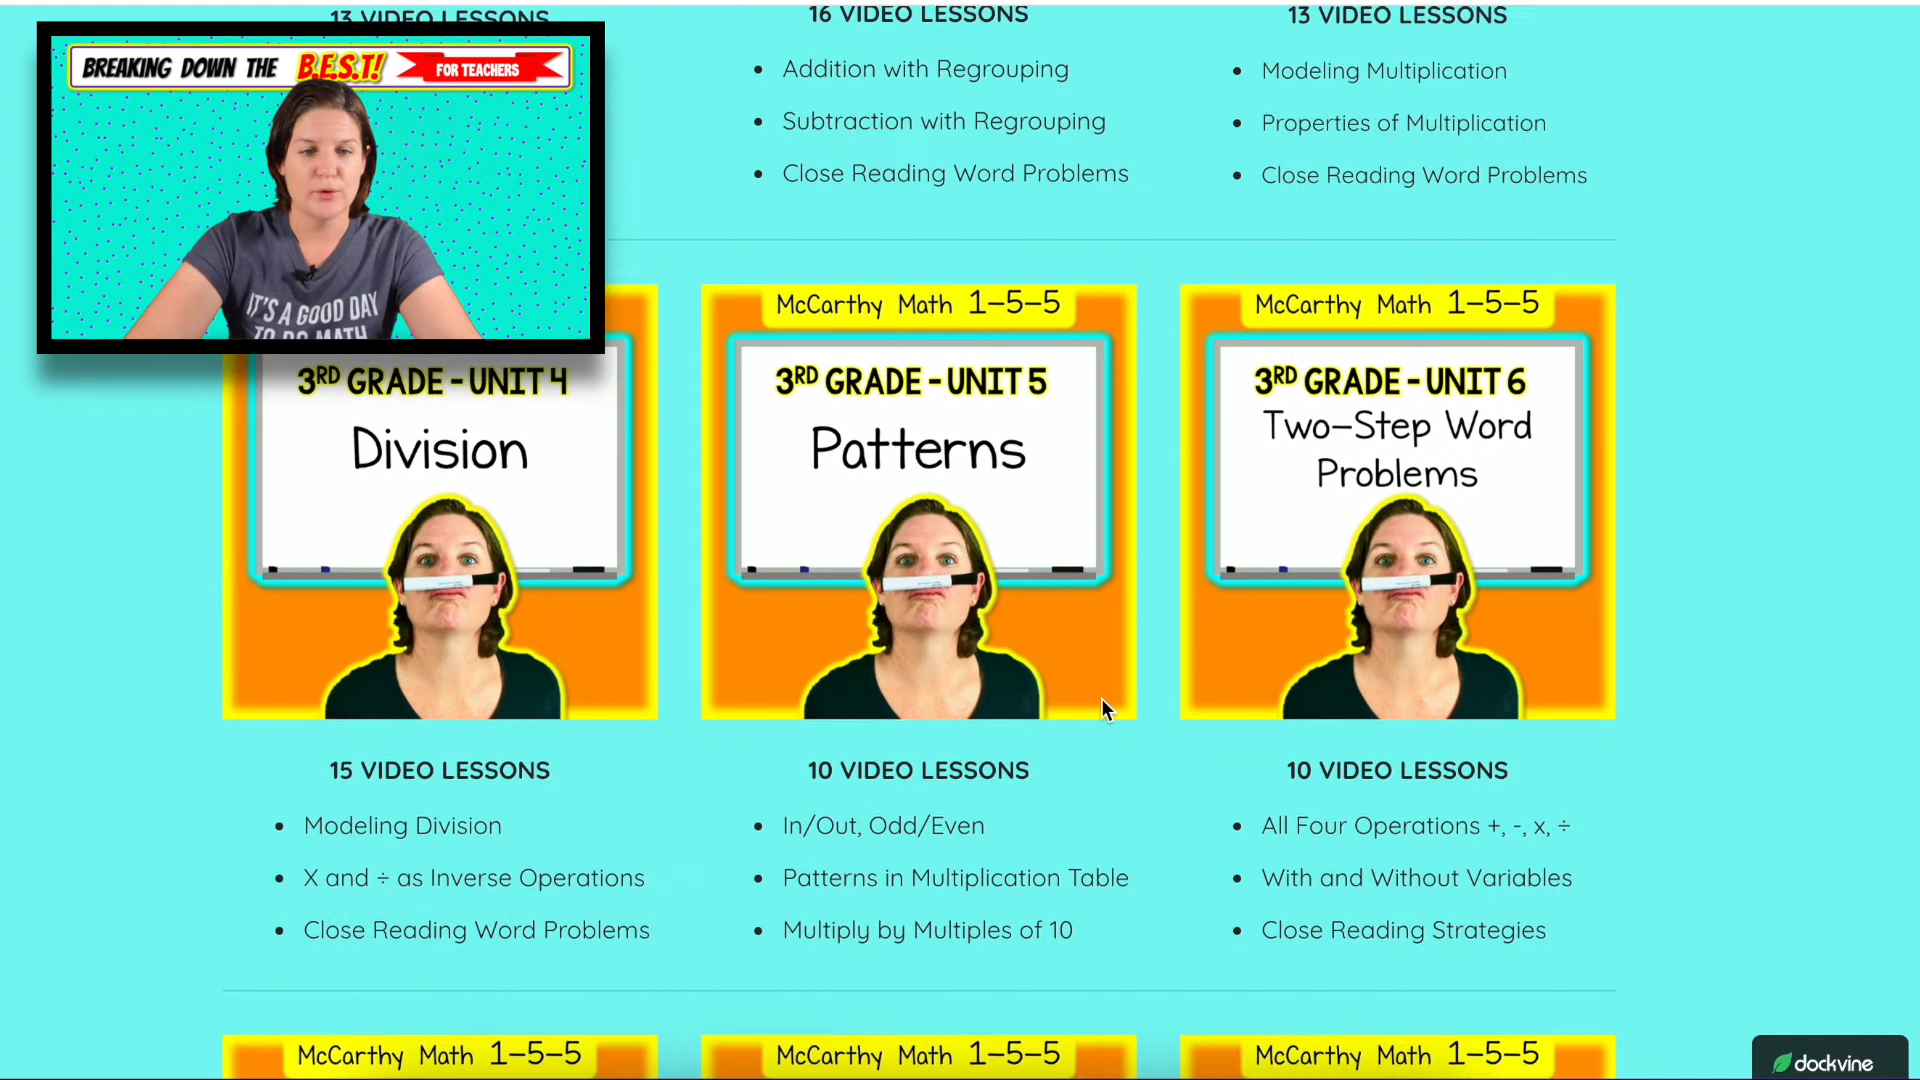 13 VIDEO LESSONS
16 VIDEO LESSONS
13 VIDEO LESSONS
BREAKING DOWN THE B.E.S.T! FOR TEACHERS
IT'S A GOOD DAY
TO DO MATH
• Addition with Regrouping
• Subtraction with Regrouping
• Close Reading Word Problems
• Modeling Multiplication
• Properties of Multiplication
• Close Reading Word Problems
3RD GRADE - UNIT 4
Division
McCarthy Math 1-5-5
3RD GRADE - UNIT 5
Patterns
McCarthy Math 1-5-5
3RD GRADE - UNIT 6
Two-Step Word
Problems
15 VIDEO LESSONS
• Modeling Division
• X and ÷ as Inverse Operations
• Close Reading Word Problems
10 VIDEO LESSONS
• In/Out, Odd/Even
• Patterns in Multiplication Table
• Multiply by Multiples of 10
10 VIDEO LESSONS
• All Four Operations +, -, x, ÷
• With and Without Variables
• Close Reading Strategies
McCarthy Math 1-5-5
McCarthy Math 1-5-5
McCarthy Math 1-5-5
dockvine